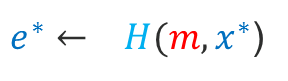 e* ← H(m, x*)